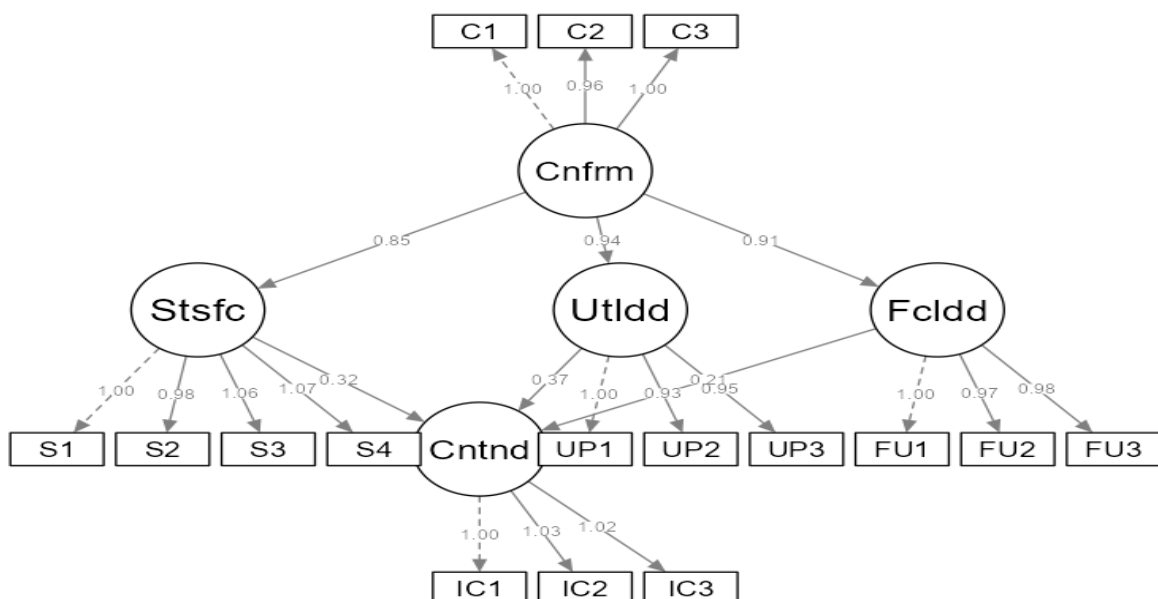 C1 C2 C3
1.00 0.96 1.00
Cnfrm
0.85 0.94 0.91
Stsfc Utldd Fcldd
1.00 0.98 1.06 1.07 0.32 0.37 1.00 0.93 0.21 0.95 1.00 0.97 0.98
S1 S2 S3 S4 Cntnd UP1 UP2 UP3 FU1 FU2 FU3
1.00 1.03 1.02
IC1 IC2 IC3